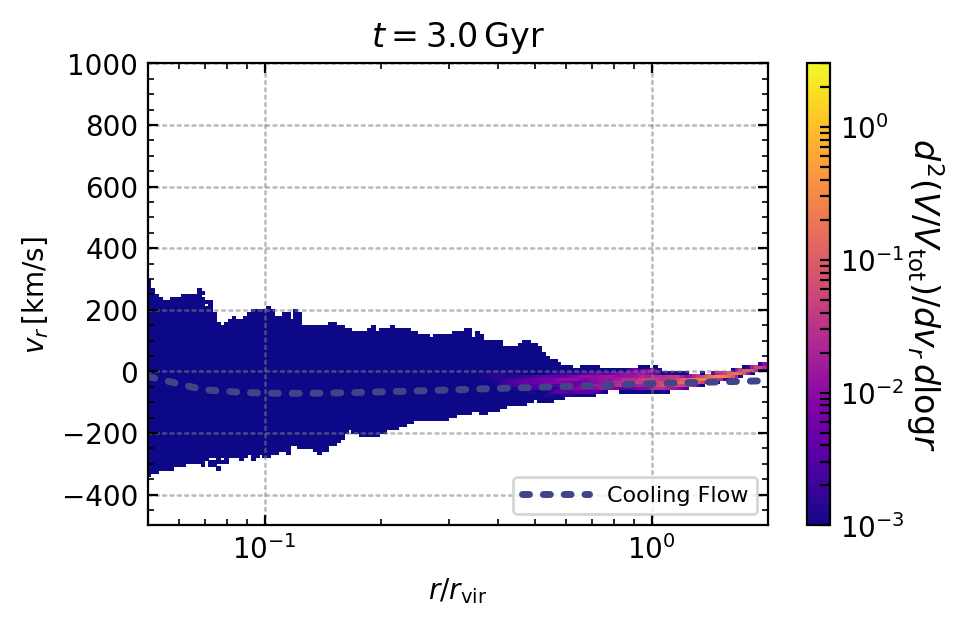 t = 3.0 Gyr
1000
800
600
400
200
0
−200
−400
v_r [km/s]
10^{-1}
10^0
r/r_vir
Cooling Flow
10^0
10^{-1}
10^{-2}
10^{-3}
d^2(V/V_tot)/dv_r dlogr